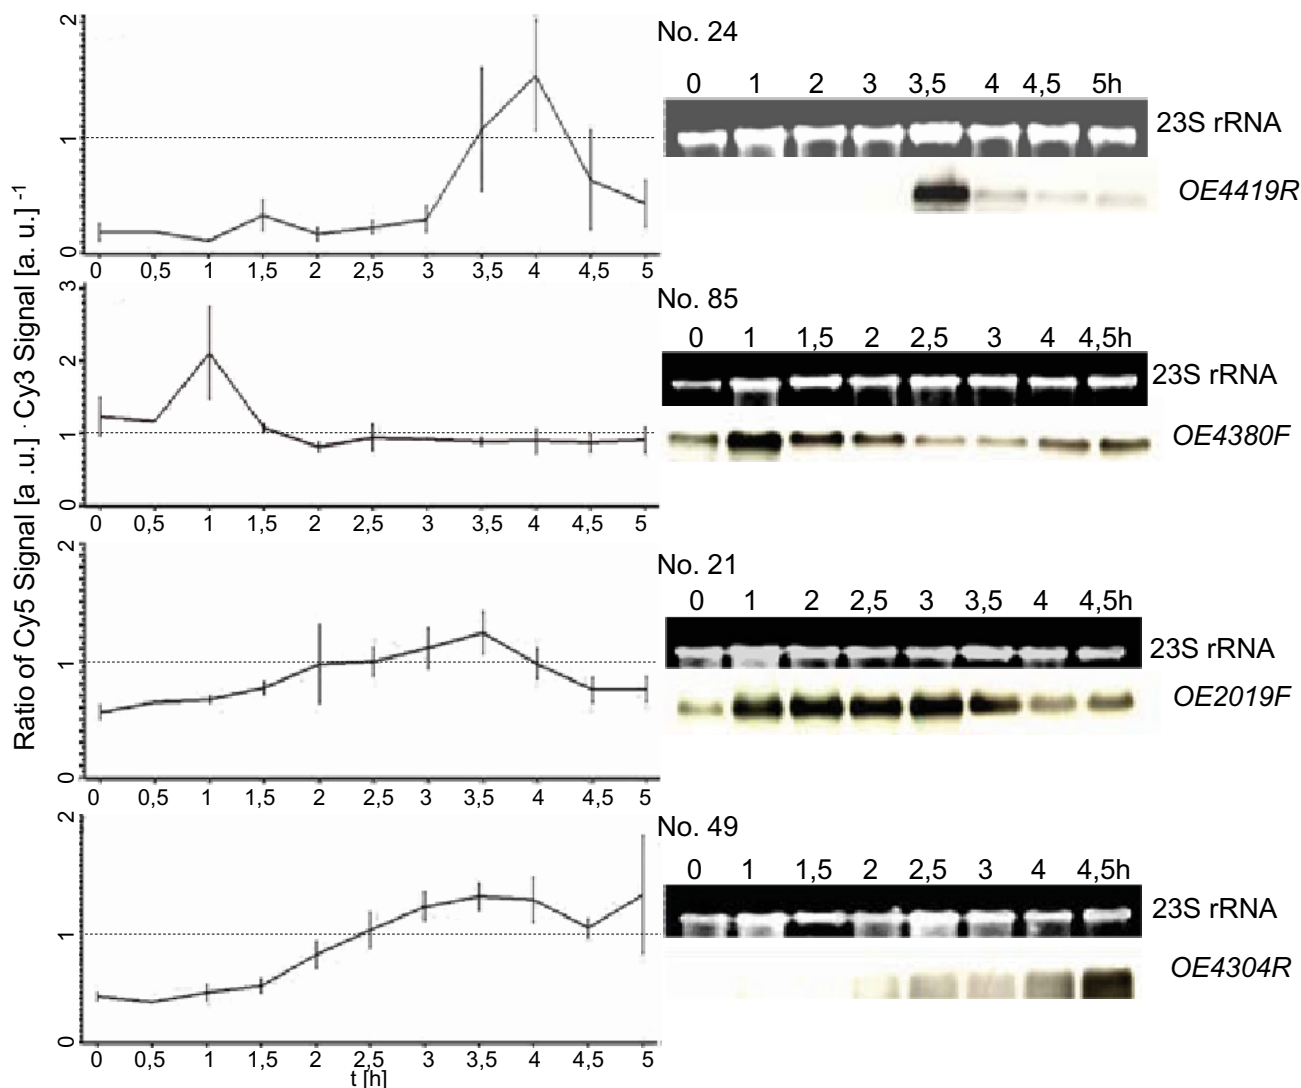 Ratio of Cy5 Signal [a .u.] · Cy3 Signal [a. u.] -1
2
1
0
0 0,5 1 1,5 2 2,5 3 3,5 4 4,5 5
No. 24
0 1 2 3 3,5 4 4,5 5h
23S rRNA
OE4419R
3
2
1
0
0 0,5 1 1,5 2 2,5 3 3,5 4 4,5 5
No. 85
0 1 1,5 2 2,5 3 4 4,5h
23S rRNA
OE4380F
2
1
0
0 0,5 1 1,5 2 2,5 3 3,5 4 4,5 5
No. 21
0 1 2 2,5 3 3,5 4 4,5h
23S rRNA
OE2019F
2
1
0
0 0,5 1 1,5 2 2,5 3 3,5 4 4,5 5
t [h]
No. 49
0 1 1,5 2 2,5 3 4 4,5h
23S rRNA
OE4304R